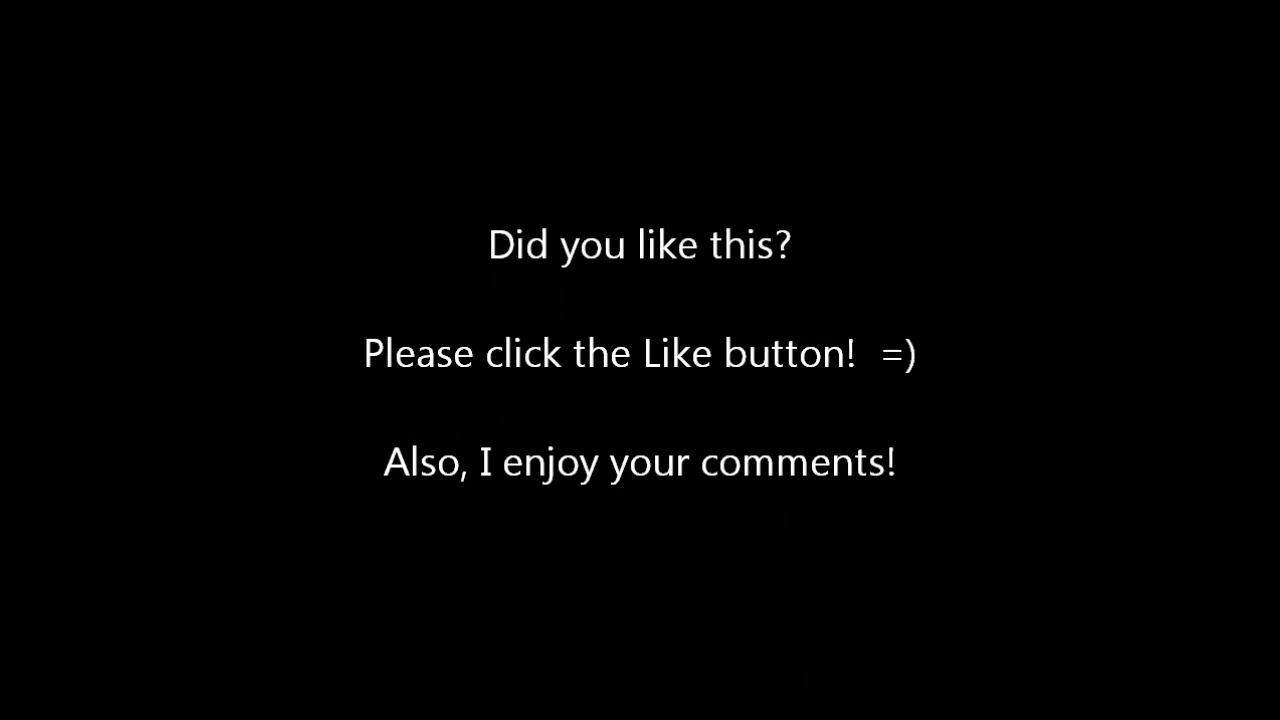 Did you like this?
Please click the Like button!  =)
Also, I enjoy your comments!